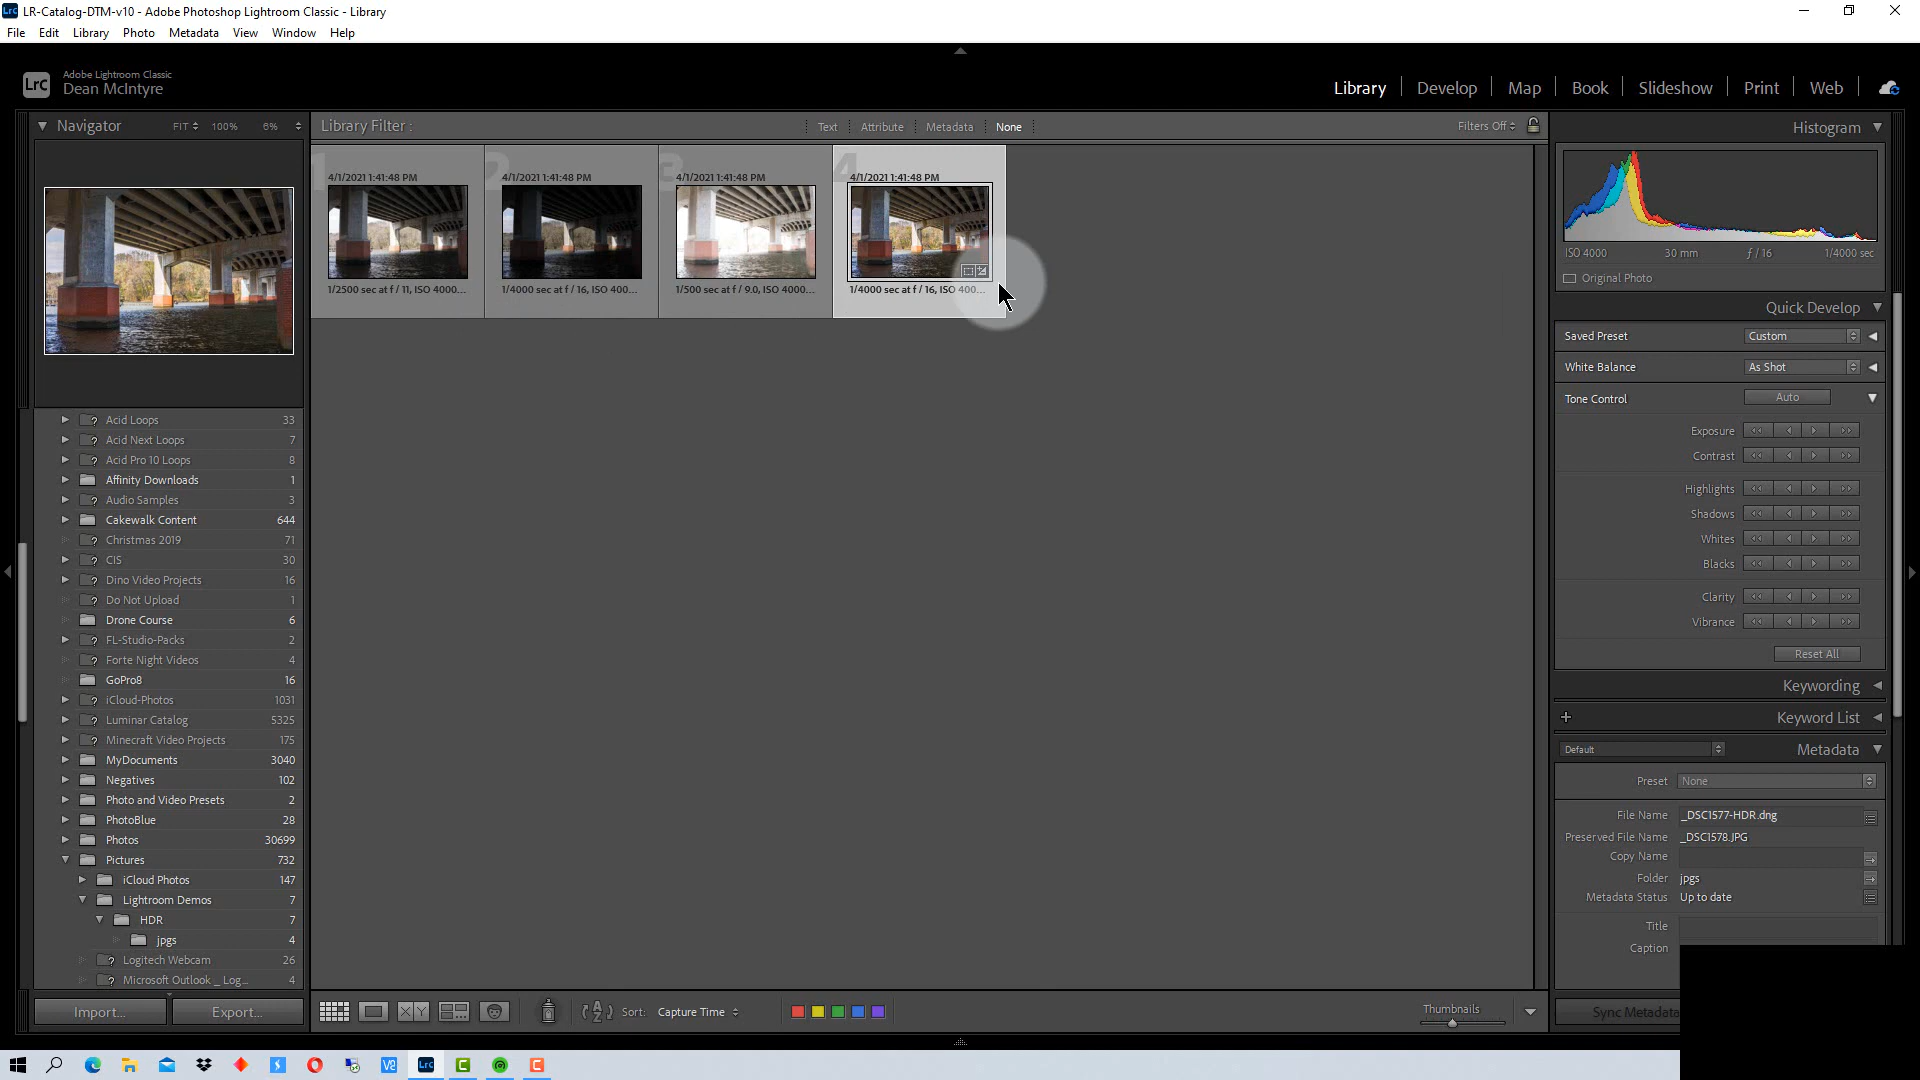 LR-Catalog-DTM-v10 - Adobe Photoshop Lightroom Classic - Library
File Edit Library Photo Metadata View Window Help
LrC
Adobe Lightroom Classic
Dean McIntyre
Library Develop Map Book Slideshow Print Web
Navigator FIT 100% 6%
Library Filter : Text Attribute Metadata None Filters Off
Histogram
1 2 3 4
4/1/2021 1:41:48 PM 4/1/2021 1:41:48 PM 4/1/2021 1:41:48 PM 4/1/2021 1:41:48 PM
1/2500 sec at f / 11, ISO 4000... 1/4000 sec at f / 16, ISO 400... 1/500 sec at f / 9.0, ISO 4000... 1/4000 sec at f / 16, ISO 400...
ISO 4000 30 mm f / 16 1/4000 sec
Original Photo
Quick Develop
Saved Preset Custom
White Balance As Shot
Tone Control Auto
Exposure
Contrast
Highlights
Shadows
Whites
Blacks
Clarity
Vibrance
Reset All
Keywording
Keyword List
Default Metadata
Preset None
File Name _DSC1577-HDR.dng
Preserved File Name _DSC1578.JPG
Copy Name
Folder jpgs
Metadata Status Up to date
Title
Caption
Sync Metadata
Acid Loops 33
Acid Next Loops 7
Acid Pro 10 Loops 8
Affinity Downloads 1
Audio Samples 3
Cakewalk Content 644
Christmas 2019 71
CIS 30
Dino Video Projects 16
Do Not Upload 1
Drone Course 6
FL-Studio-Packs 2
Forte Night Videos 4
GoPro8 16
iCloud-Photos 1031
Luminar Catalog 5325
Minecraft Video Projects 175
MyDocuments 3040
Negatives 102
Photo and Video Presets 2
PhotoBlue 28
Photos 30699
Pictures 732
iCloud Photos 147
Lightroom Demos 7
HDR 7
jpgs 4
Logitech Webcam 26
Microsoft Outlook _ Log... 4
Import... Export...
XY
Sort: Capture Time
Thumbnails
LrC